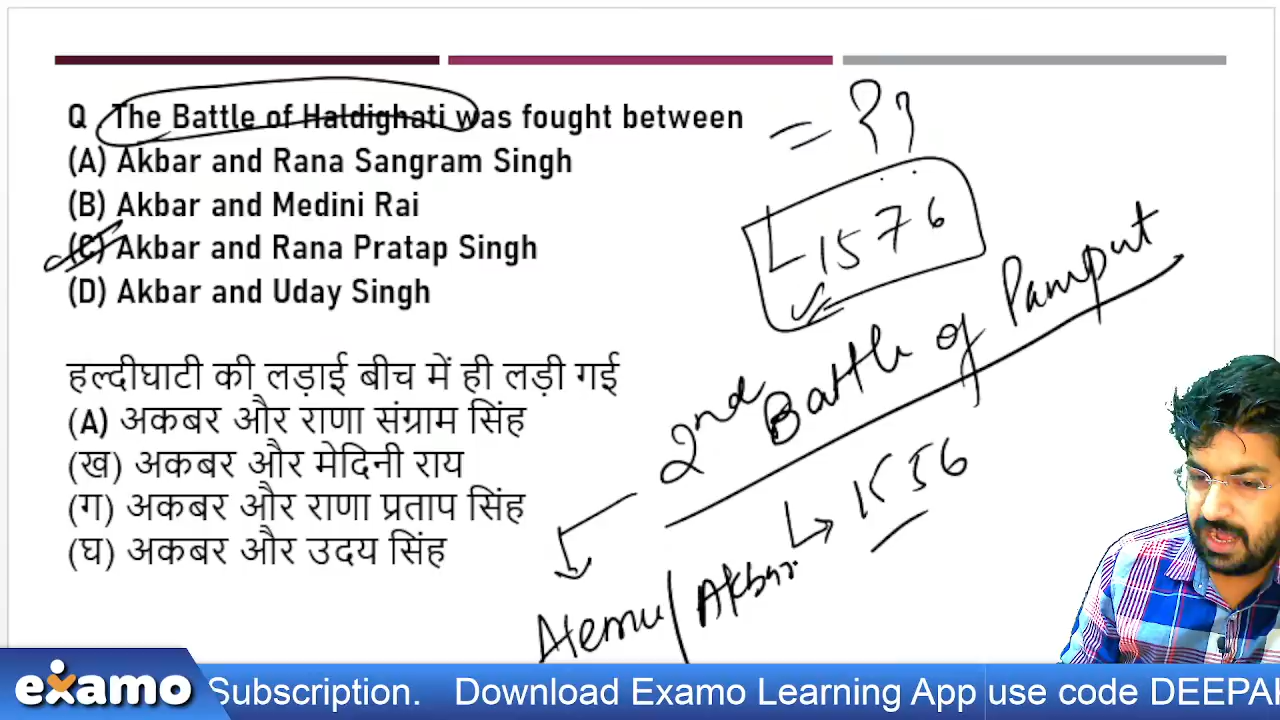 Q The Battle of Haldighati was fought between
(A) Akbar and Rana Sangram Singh
(B) Akbar and Medini Rai
(C) Akbar and Rana Pratap Singh
(D) Akbar and Uday Singh
हल्दीघाटी की लड़ाई बीच में ही लड़ी गई
(A) अकबर और राणा संग्राम सिंह
(ख) अकबर और मेदिनी राय
(ग) अकबर और राणा प्रताप सिंह
(घ) अकबर और उदय सिंह
= ??
1576
2nd Battle of Panipat
1556
Hemu/Akbar
examo
Subscription. Download Examo Learning App use code DEEPAK